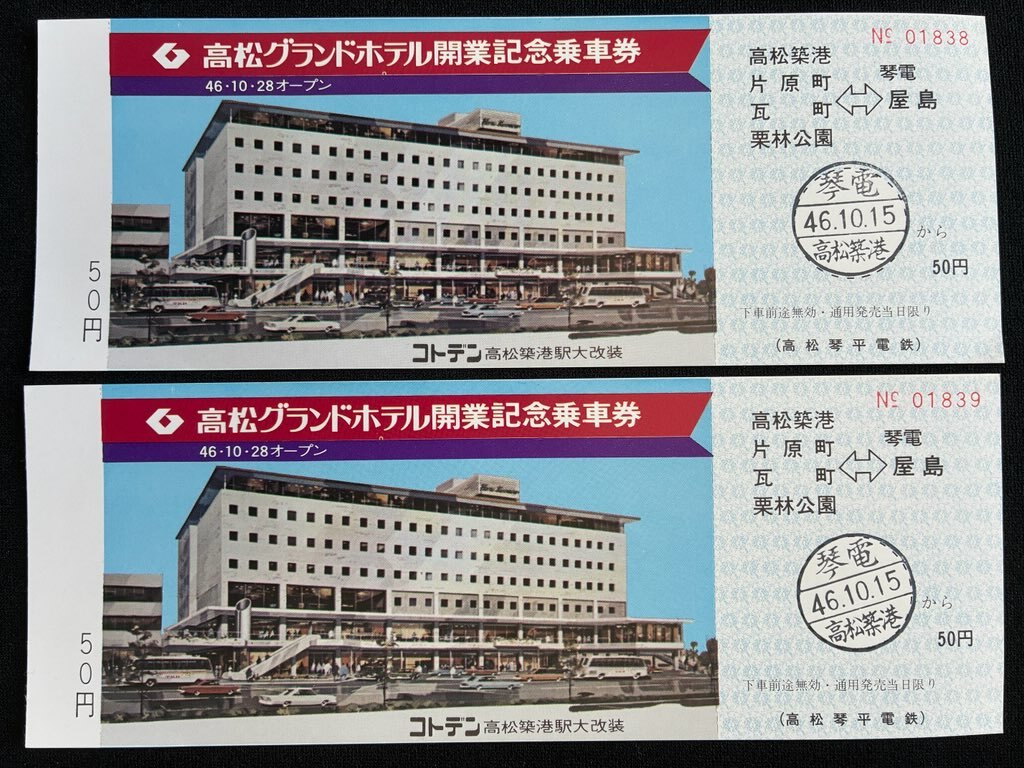 高松グランドホテル開業記念乗車券
46・10・28オープン
50円
コトデン高松築港駅大改装
№ 01838
高松築港
片原町
瓦町
栗林公園
琴電
屋島
琴電
46.10.15
高松築港
から
50円
下車前途無効・通用発売当日限り
(高松琴平電鉄)
高松グランドホテル開業記念乗車券
46・10・28オープン
50円
コトデン高松築港駅大改装
№ 01839
高松築港
片原町
瓦町
栗林公園
琴電
屋島
琴電
46.10.15
高松築港
から
50円
下車前途無効・通用発売当日限り
(高松琴平電鉄)